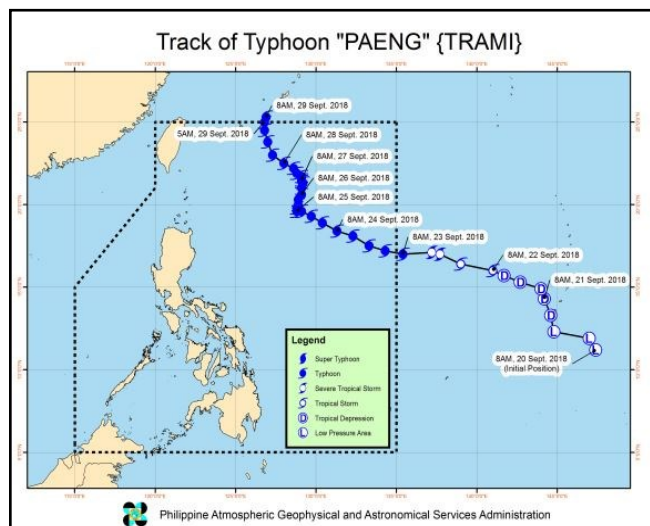 Track of Typhoon "PAENG" {TRAMI}
8AM, 29 Sept. 2018
5AM, 29 Sept. 2018
8AM, 28 Sept. 2018
8AM, 27 Sept. 2018
8AM, 26 Sept. 2018
8AM, 25 Sept. 2018
8AM, 24 Sept. 2018
8AM, 23 Sept. 2018
8AM, 22 Sept. 2018
8AM, 21 Sept. 2018
8AM, 20 Sept. 2018
(Initial Position)
Legend
Super Typhoon
Typhoon
Severe Tropical Storm
Tropical Storm
D Tropical Depression
L Low Pressure Area
Philippine Atmospheric Geophysical and Astronomical Services Administration